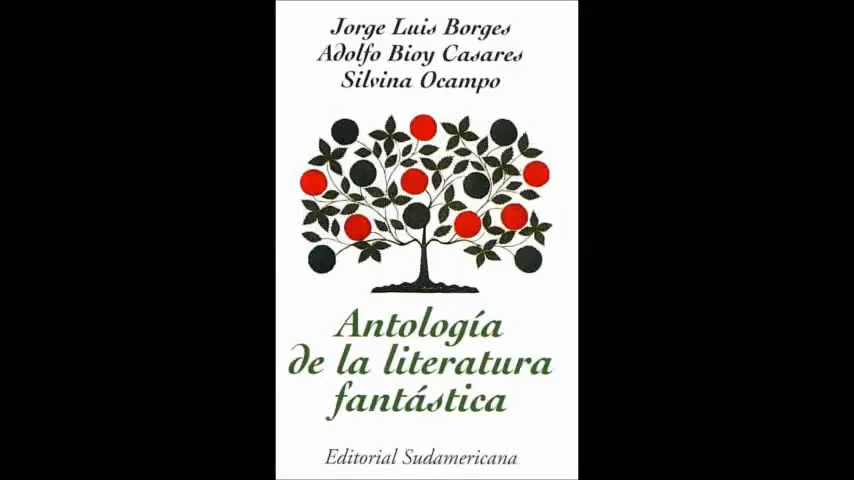 Jorge Luis Borges
Adolfo Bioy Casares
Silvina Ocampo
Antología
de la literatura
fantástica
Editorial Sudamericana